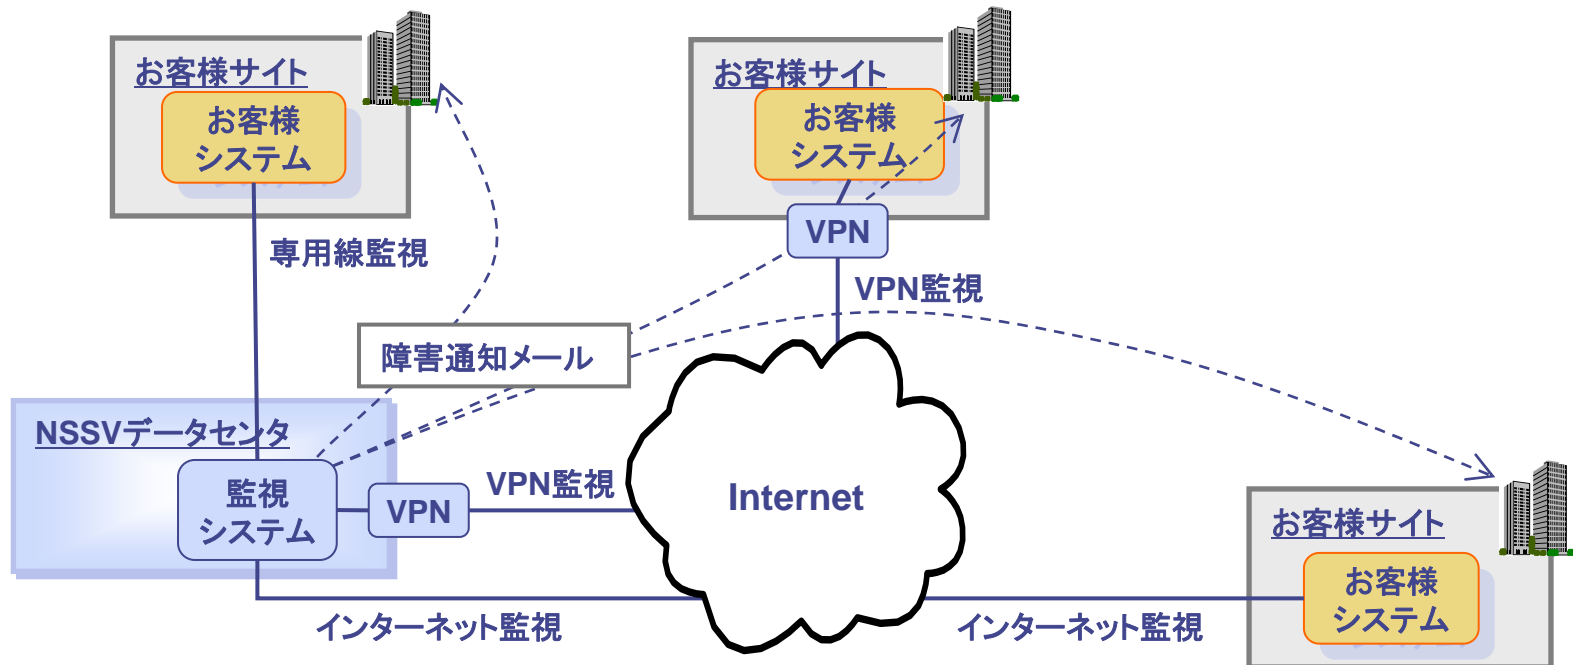 お客様サイト
お客様
システム
お客様サイト
お客様
システム
VPN
専用線監視
VPN監視
障害通知メール
NSSVデータセンタ
監視
システム
VPN
VPN監視
Internet
お客様サイト
お客様
システム
インターネット監視
インターネット監視